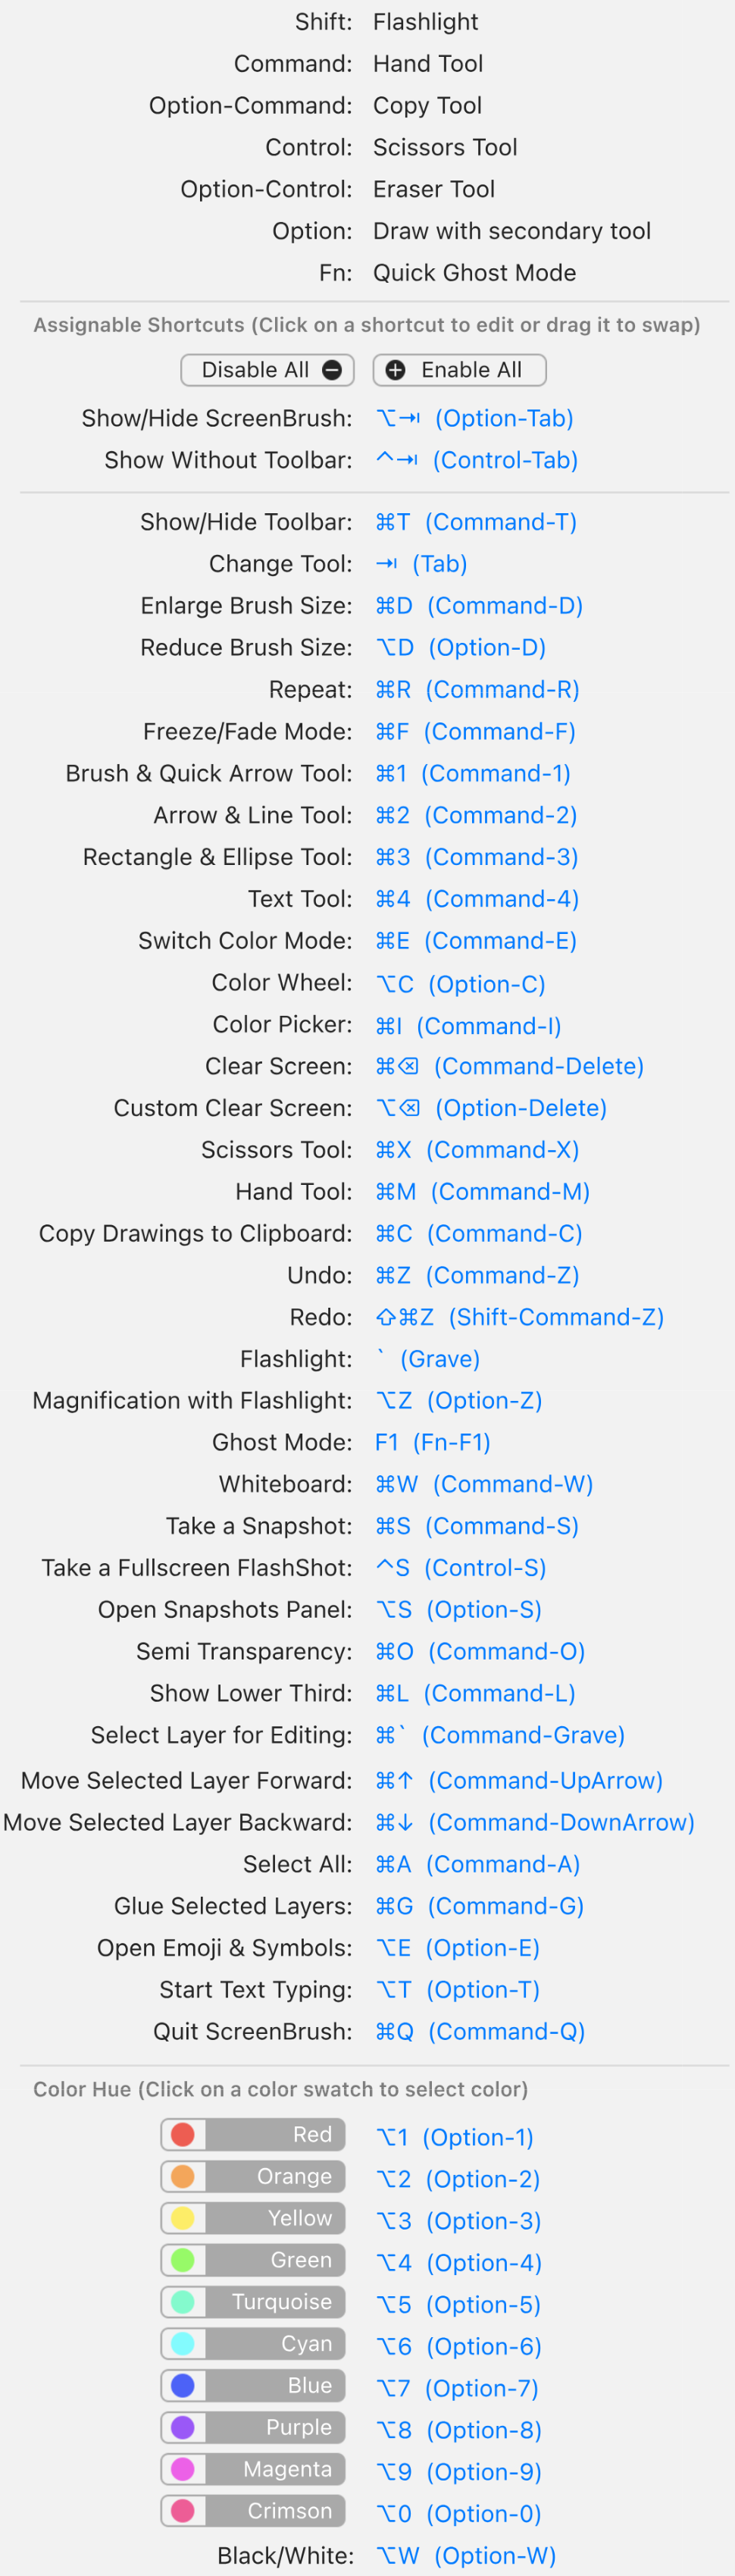 Shift: Flashlight
Command: Hand Tool
Option-Command: Copy Tool
Control: Scissors Tool
Option-Control: Eraser Tool
Option: Draw with secondary tool
Fn: Quick Ghost Mode
Assignable Shortcuts (Click on a shortcut to edit or drag it to swap)
Disable All Enable All
Show/Hide ScreenBrush: ⌥⇥ (Option-Tab)
Show Without Toolbar: ^⇥ (Control-Tab)
Show/Hide Toolbar: ⌘T (Command-T)
Change Tool: ⇥ (Tab)
Enlarge Brush Size: ⌘D (Command-D)
Reduce Brush Size: ⌥D (Option-D)
Repeat: ⌘R (Command-R)
Freeze/Fade Mode: ⌘F (Command-F)
Brush & Quick Arrow Tool: ⌘1 (Command-1)
Arrow & Line Tool: ⌘2 (Command-2)
Rectangle & Ellipse Tool: ⌘3 (Command-3)
Text Tool: ⌘4 (Command-4)
Switch Color Mode: ⌘E (Command-E)
Color Wheel: ⌥C (Option-C)
Color Picker: ⌘I (Command-I)
Clear Screen: ⌘⌫ (Command-Delete)
Custom Clear Screen: ⌥⌫ (Option-Delete)
Scissors Tool: ⌘X (Command-X)
Hand Tool: ⌘M (Command-M)
Copy Drawings to Clipboard: ⌘C (Command-C)
Undo: ⌘Z (Command-Z)
Redo: ⇧⌘Z (Shift-Command-Z)
Flashlight: ` (Grave)
Magnification with Flashlight: ⌥Z (Option-Z)
Ghost Mode: F1 (Fn-F1)
Whiteboard: ⌘W (Command-W)
Take a Snapshot: ⌘S (Command-S)
Take a Fullscreen FlashShot: ^S (Control-S)
Open Snapshots Panel: ⌥S (Option-S)
Semi Transparency: ⌘O (Command-O)
Show Lower Third: ⌘L (Command-L)
Select Layer for Editing: ⌘` (Command-Grave)
Move Selected Layer Forward: ⌘↑ (Command-UpArrow)
Move Selected Layer Backward: ⌘↓ (Command-DownArrow)
Select All: ⌘A (Command-A)
Glue Selected Layers: ⌘G (Command-G)
Open Emoji & Symbols: ⌥E (Option-E)
Start Text Typing: ⌥T (Option-T)
Quit ScreenBrush: ⌘Q (Command-Q)
Color Hue (Click on a color swatch to select color)
Red ⌥1 (Option-1)
Orange ⌥2 (Option-2)
Yellow ⌥3 (Option-3)
Green ⌥4 (Option-4)
Turquoise ⌥5 (Option-5)
Cyan ⌥6 (Option-6)
Blue ⌥7 (Option-7)
Purple ⌥8 (Option-8)
Magenta ⌥9 (Option-9)
Crimson ⌥0 (Option-0)
Black/White: ⌥W (Option-W)